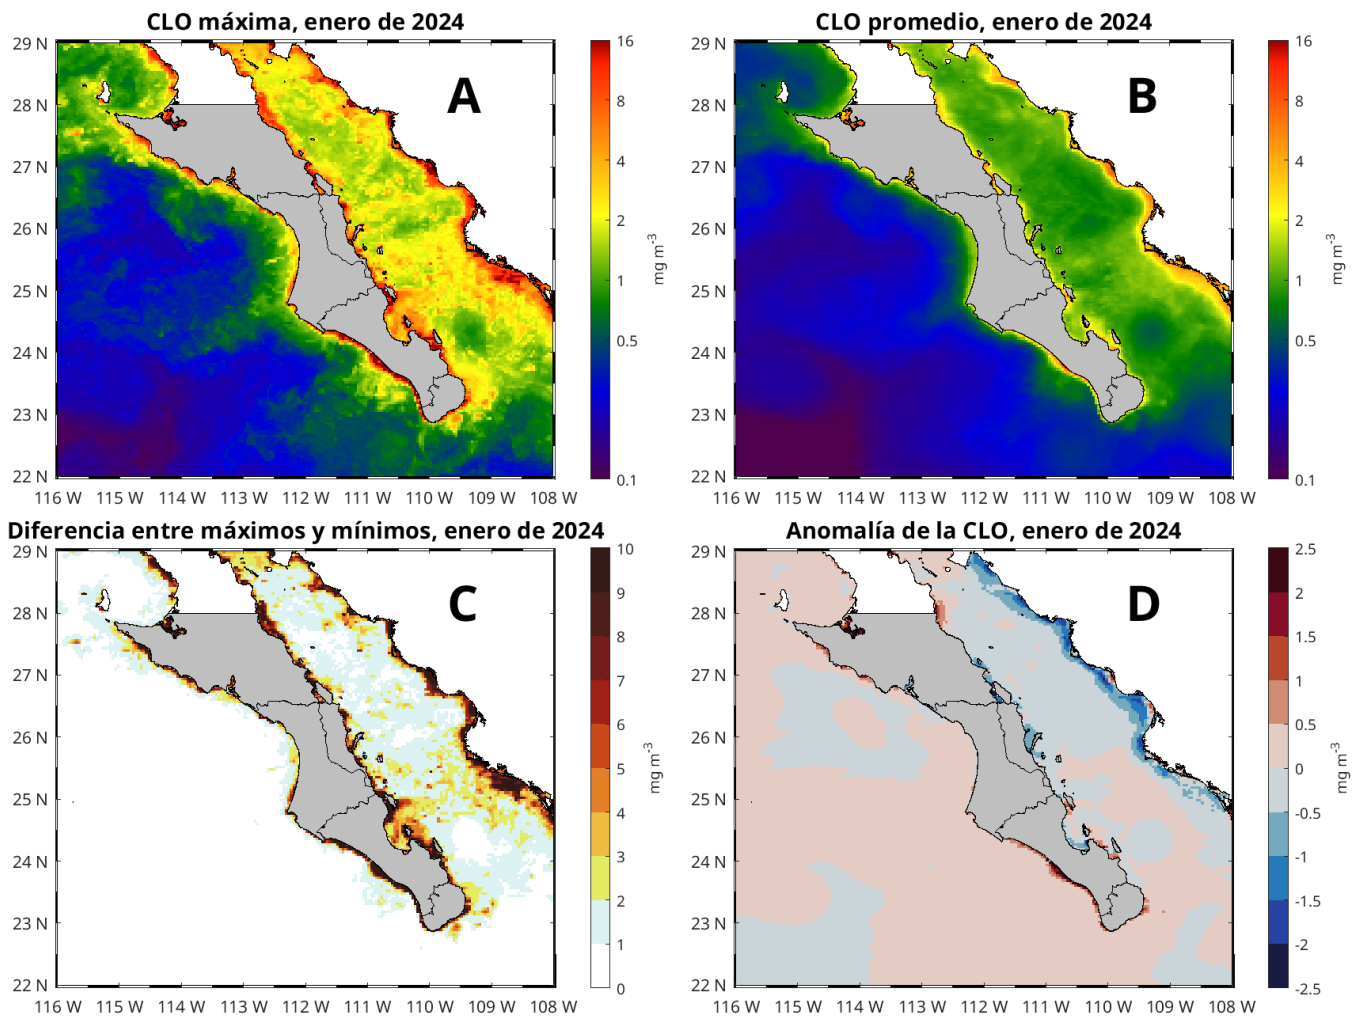 CLO máxima, enero de 2024
A
29 N
28 N
27 N
26 N
25 N
24 N
23 N
22 N
116 W 115 W 114 W 113 W 112 W 111 W 110 W 109 W 108 W
16
8
4
2
1
0.5
0.1
mg m-3
CLO promedio, enero de 2024
B
29 N
28 N
27 N
26 N
25 N
24 N
23 N
22 N
116 W 115 W 114 W 113 W 112 W 111 W 110 W 109 W 108 W
16
8
4
2
1
0.5
0.1
mg m-3
Diferencia entre máximos y mínimos, enero de 2024
C
29 N
28 N
27 N
26 N
25 N
24 N
23 N
22 N
116 W 115 W 114 W 113 W 112 W 111 W 110 W 109 W 108 W
10
9
8
7
6
5
4
3
2
1
0
mg m-3
Anomalía de la CLO, enero de 2024
D
29 N
28 N
27 N
26 N
25 N
24 N
23 N
22 N
116 W 115 W 114 W 113 W 112 W 111 W 110 W 109 W 108 W
2.5
2
1.5
1
0.5
0
-0.5
-1
-1.5
-2
-2.5
mg m-3